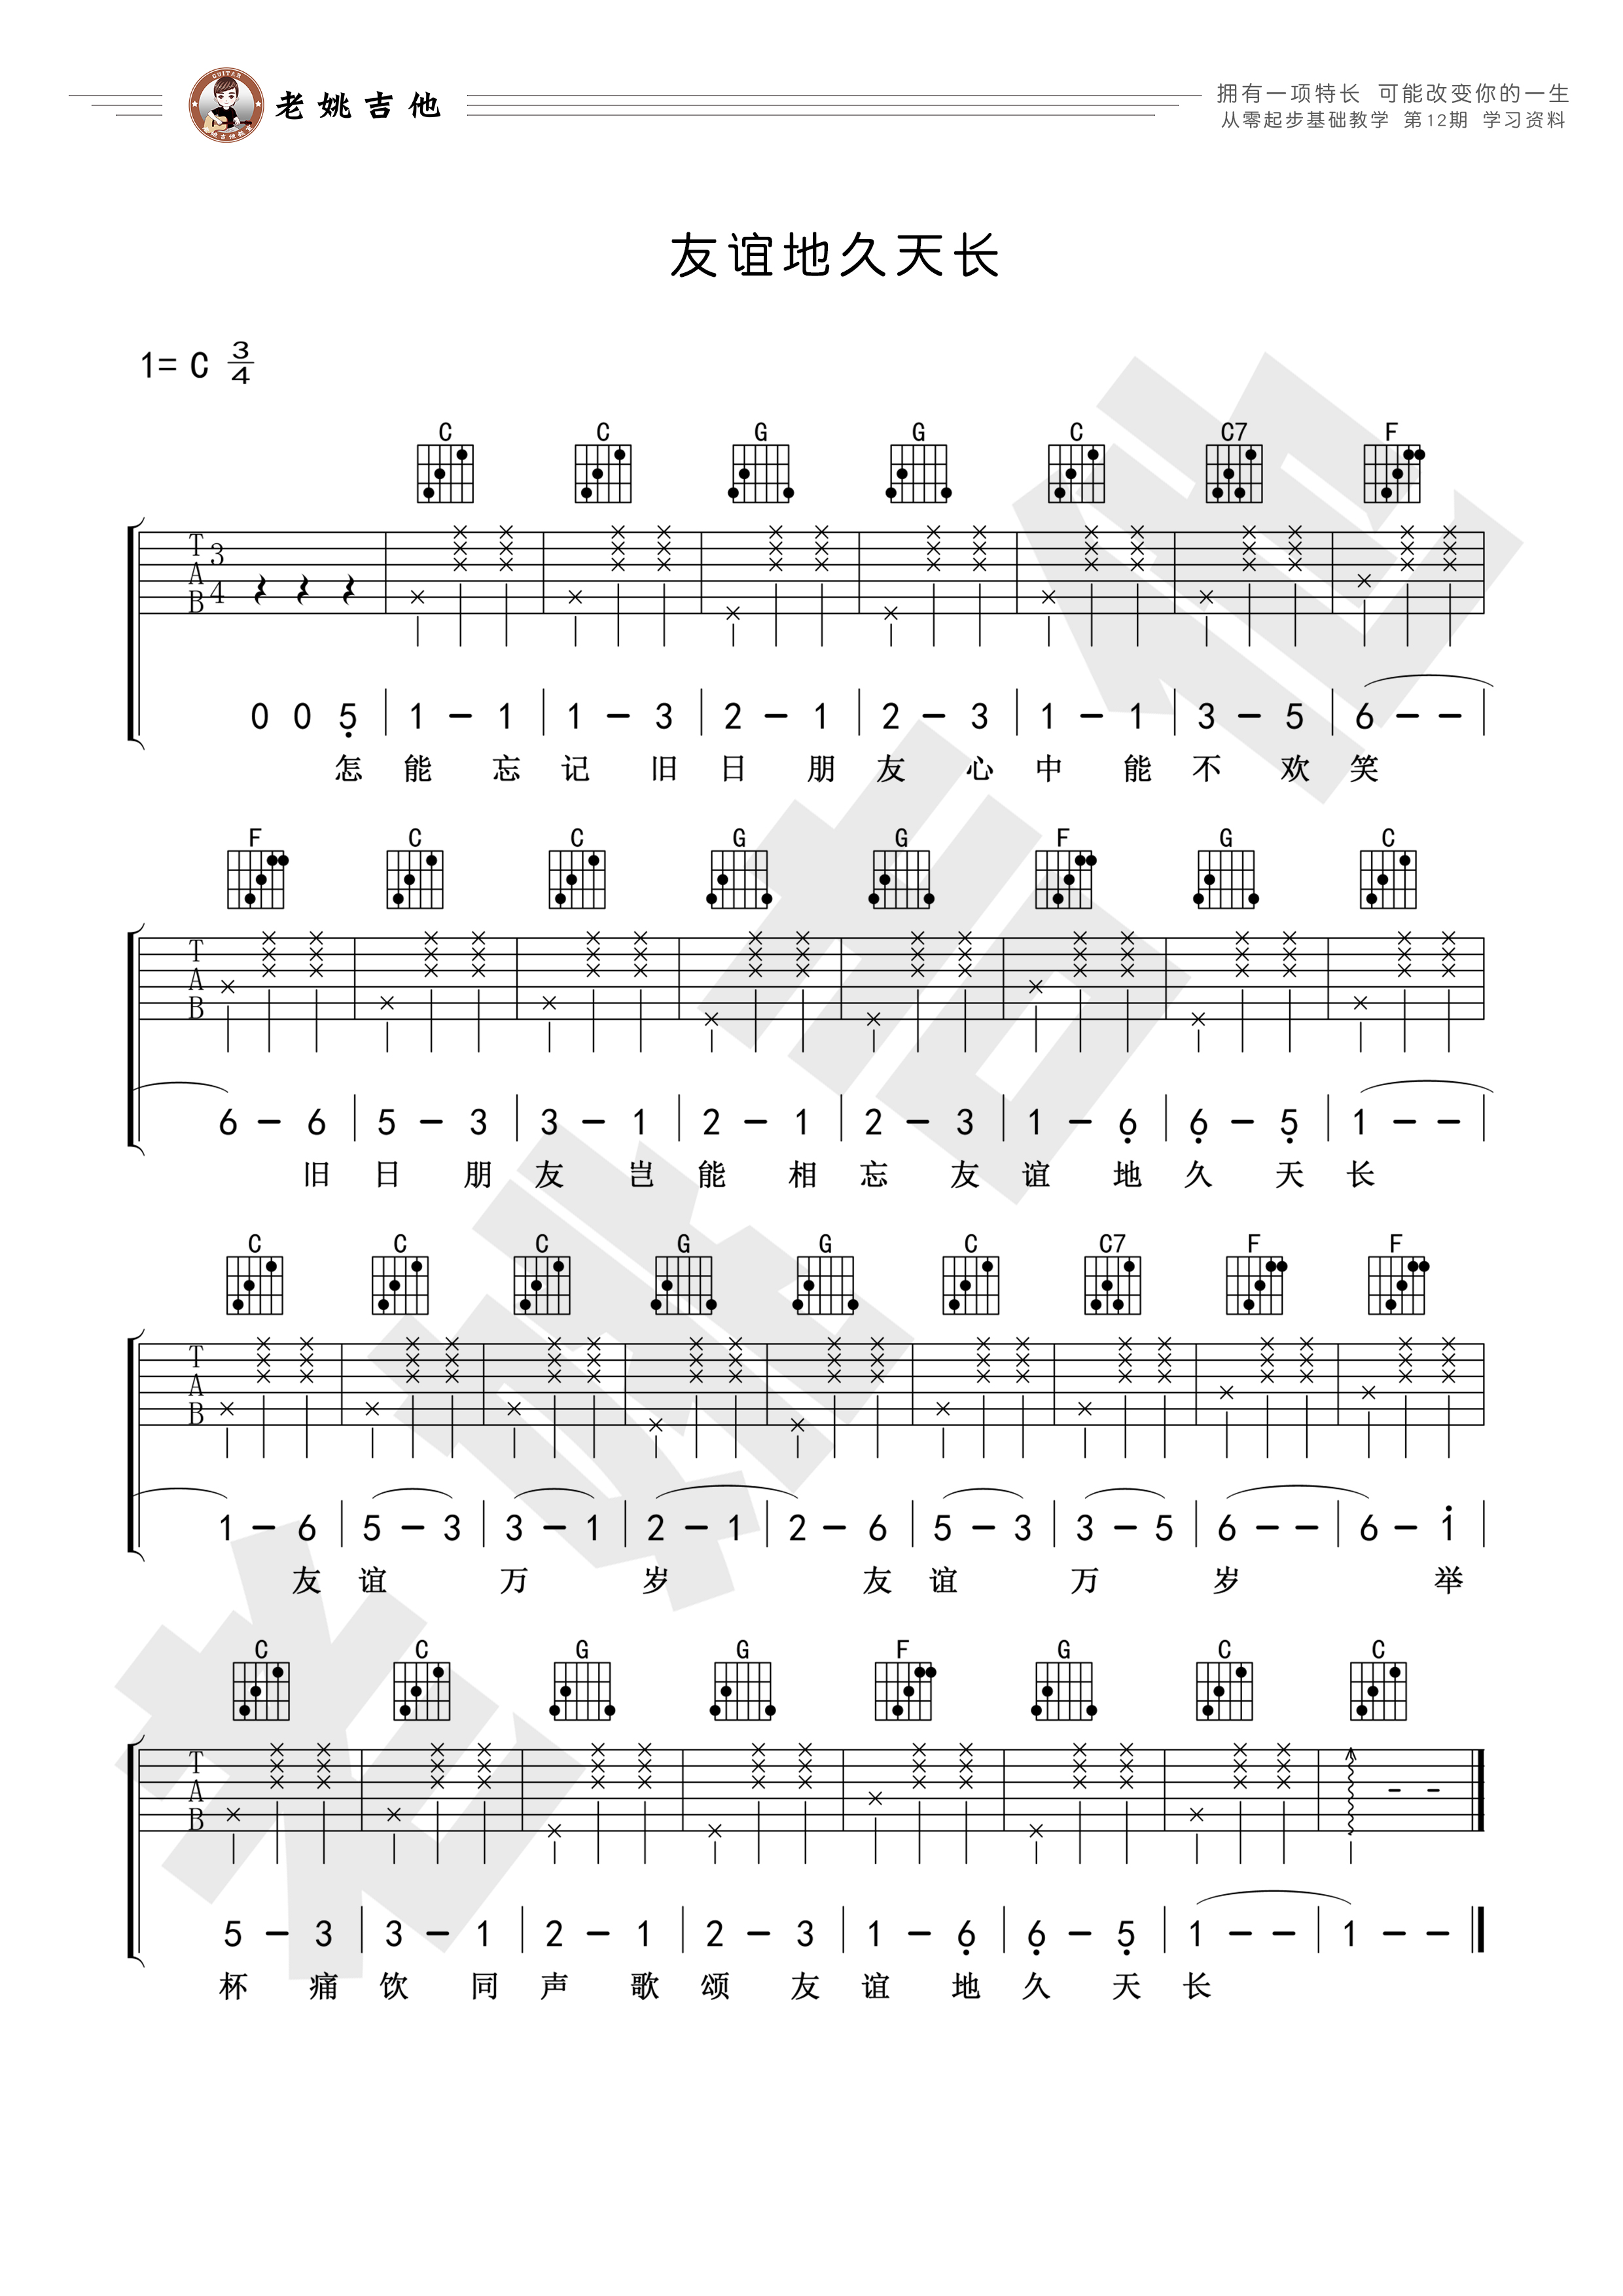 GUITAR
老姚吉他教室
老姚吉他
拥有一项特长 可能改变你的一生
从零起步基础教学 第12期 学习资料
友谊地久天长
1= C 3/4
C C G G C C7 F
T A B 3 4
0 0 5̣ | 1 – 1 | 1 – 3 | 2 – 1 | 2 – 3 | 1 – 1 | 3 – 5 | 6 – – |
怎 能 忘 记 旧 日 朋 友 心 中 能 不 欢 笑
F C C G G F G C
T A B
6 – 6 | 5 – 3 | 3 – 1 | 2 – 1 | 2 – 3 | 1 – 6̣ | 6̣ – 5̣ | 1 – – |
旧 日 朋 友 岂 能 相 忘 友 谊 地 久 天 长
C C C G G C C7 F F
T A B
1 – 6 | 5 – 3 | 3 – 1 | 2 – 1 | 2 – 6 | 5 – 3 | 3 – 5 | 6 – – | 6 – 1̇ |
友 谊 万 岁 友 谊 万 岁 举
C C G G F G C C
T A B
5 – 3 | 3 – 1 | 2 – 1 | 2 – 3 | 1 – 6̣ | 6̣ – 5̣ | 1 – – | 1 – – ‖
杯 痛 饮 同 声 歌 颂 友 谊 地 久 天 长
老姚吉他